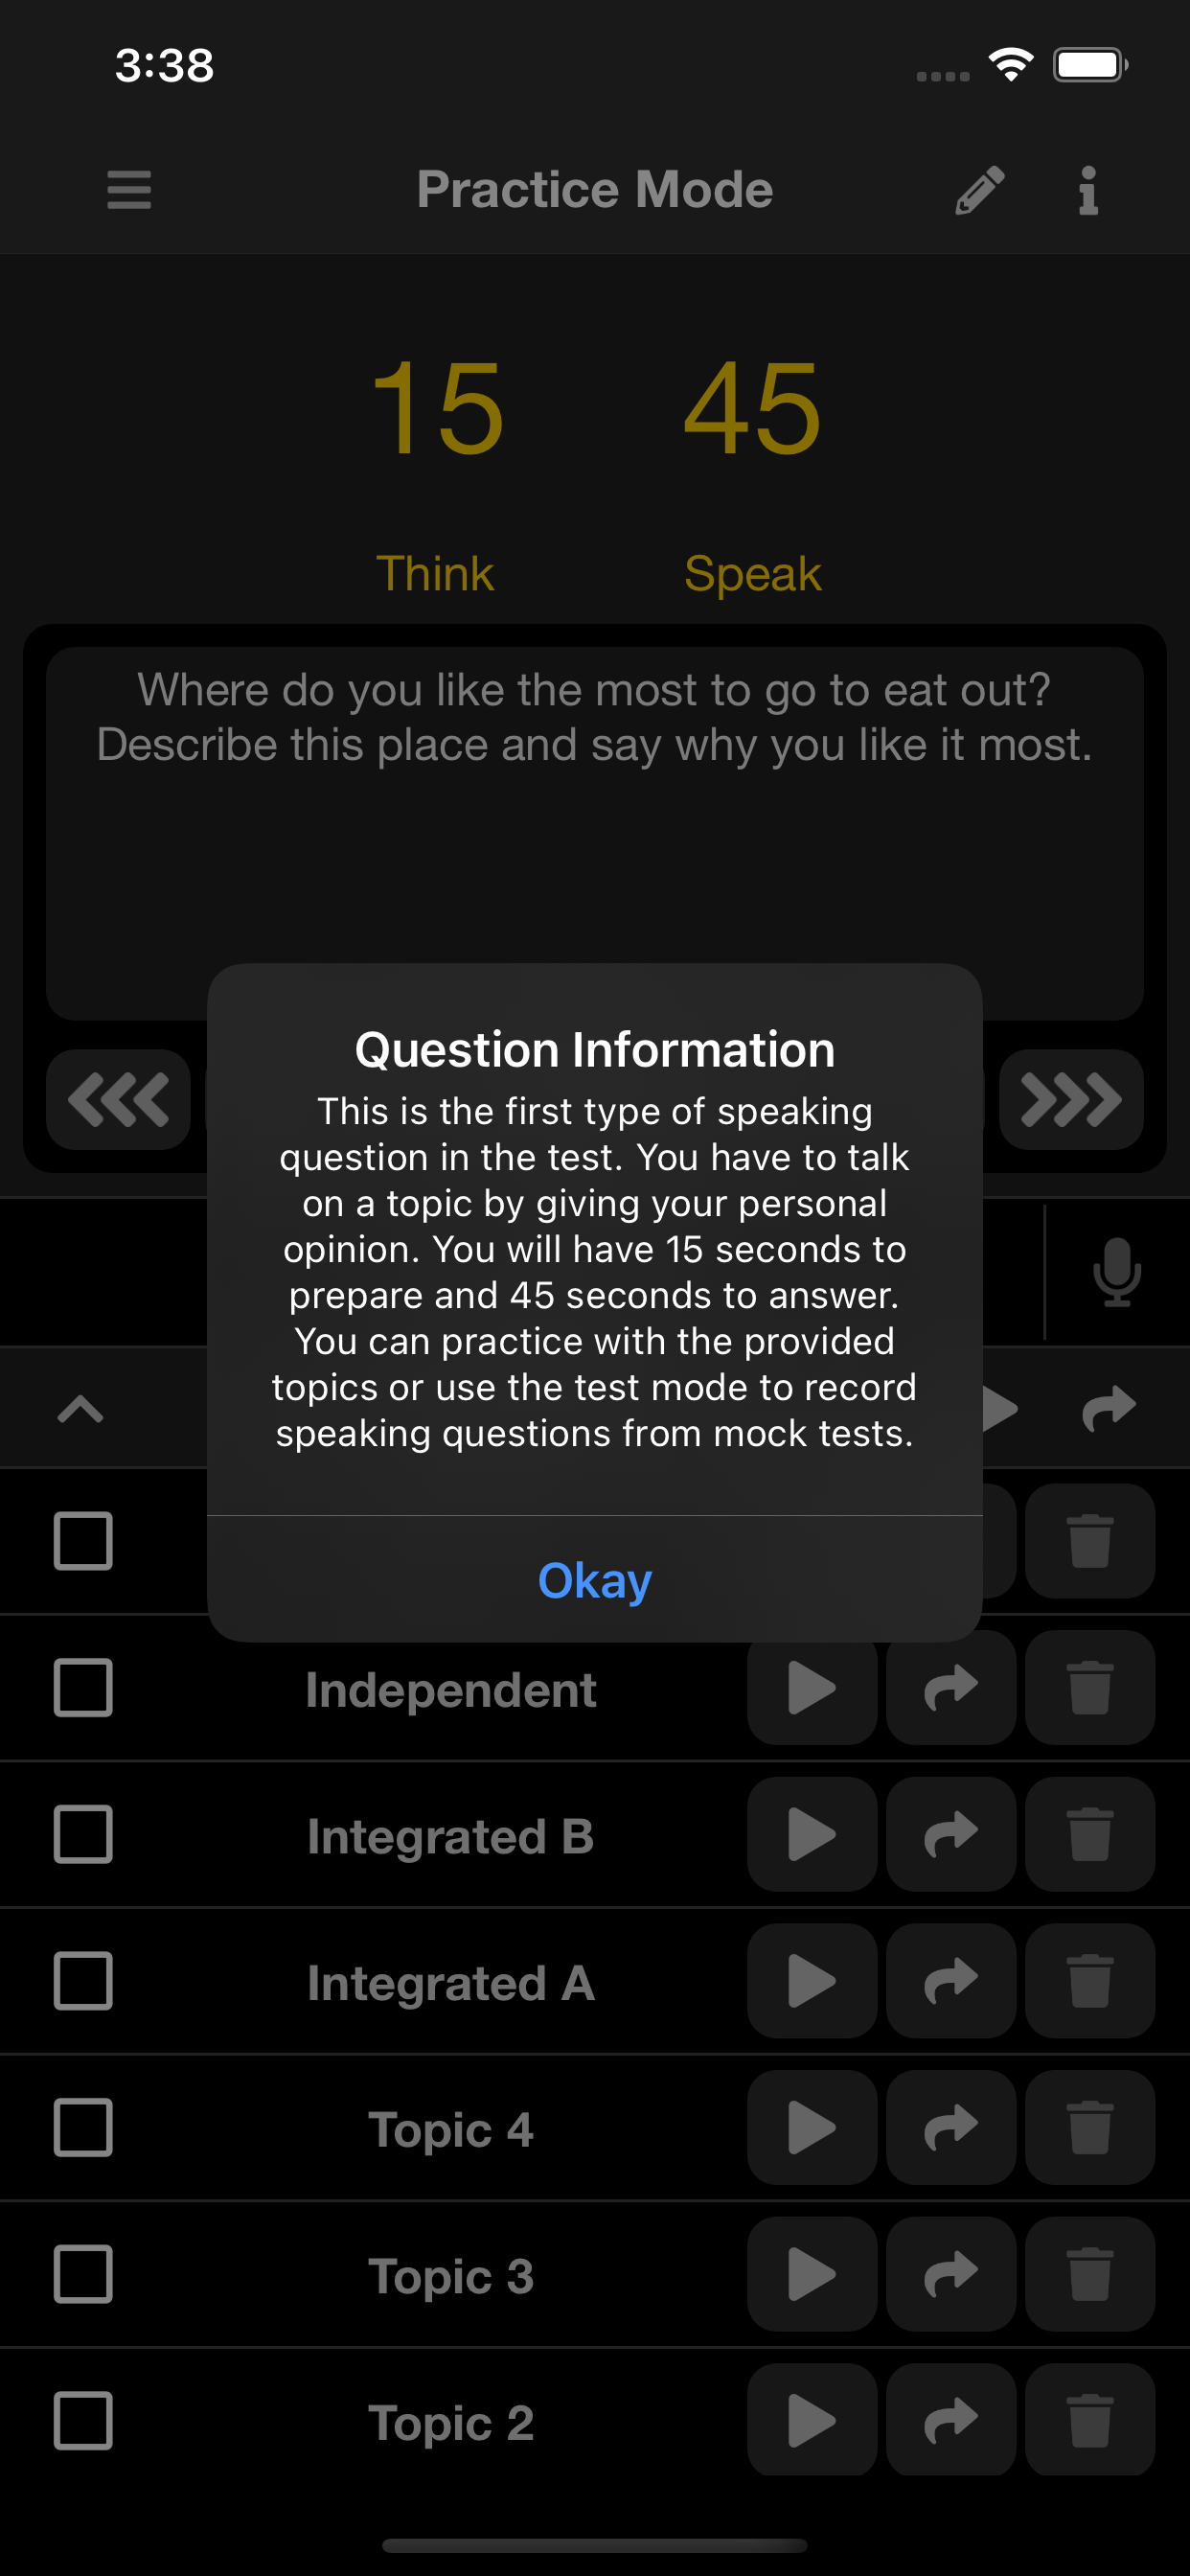 3:38
Practice Mode
15 45
Think Speak
Where do you like the most to go to eat out?
Describe this place and say why you like it most.
Question Information
This is the first type of speaking
question in the test. You have to talk
on a topic by giving your personal
opinion. You will have 15 seconds to
prepare and 45 seconds to answer.
You can practice with the provided
topics or use the test mode to record
speaking questions from mock tests.
Okay
Independent
Integrated B
Integrated A
Topic 4
Topic 3
Topic 2